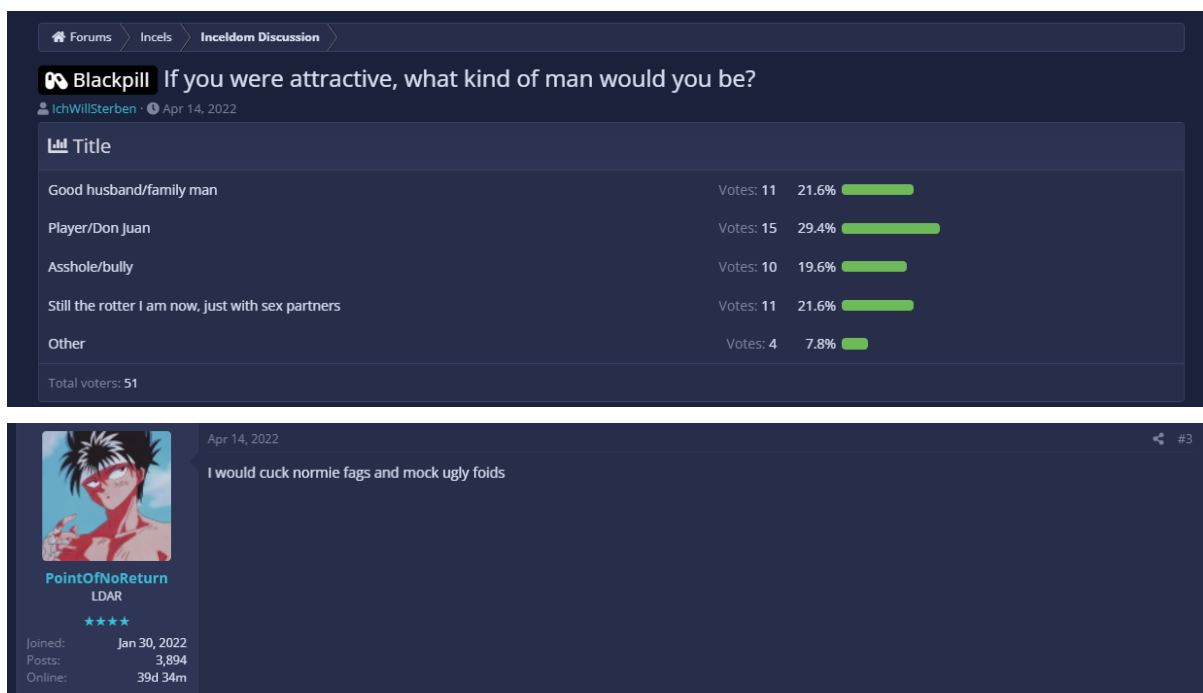 Forums Incels Inceldom Discussion
Blackpill If you were attractive, what kind of man would you be?
IchWillSterben · Apr 14, 2022
Title
Good husband/family man Votes: 11 21.6%
Player/Don Juan Votes: 15 29.4%
Asshole/bully Votes: 10 19.6%
Still the rotter I am now, just with sex partners Votes: 11 21.6%
Other Votes: 4 7.8%
Total voters: 51
Apr 14, 2022 #3
I would cuck normie fags and mock ugly foids
PointOfNoReturn
LDAR
★★★★
Joined: Jan 30, 2022
Posts: 3,894
Online: 39d 34m